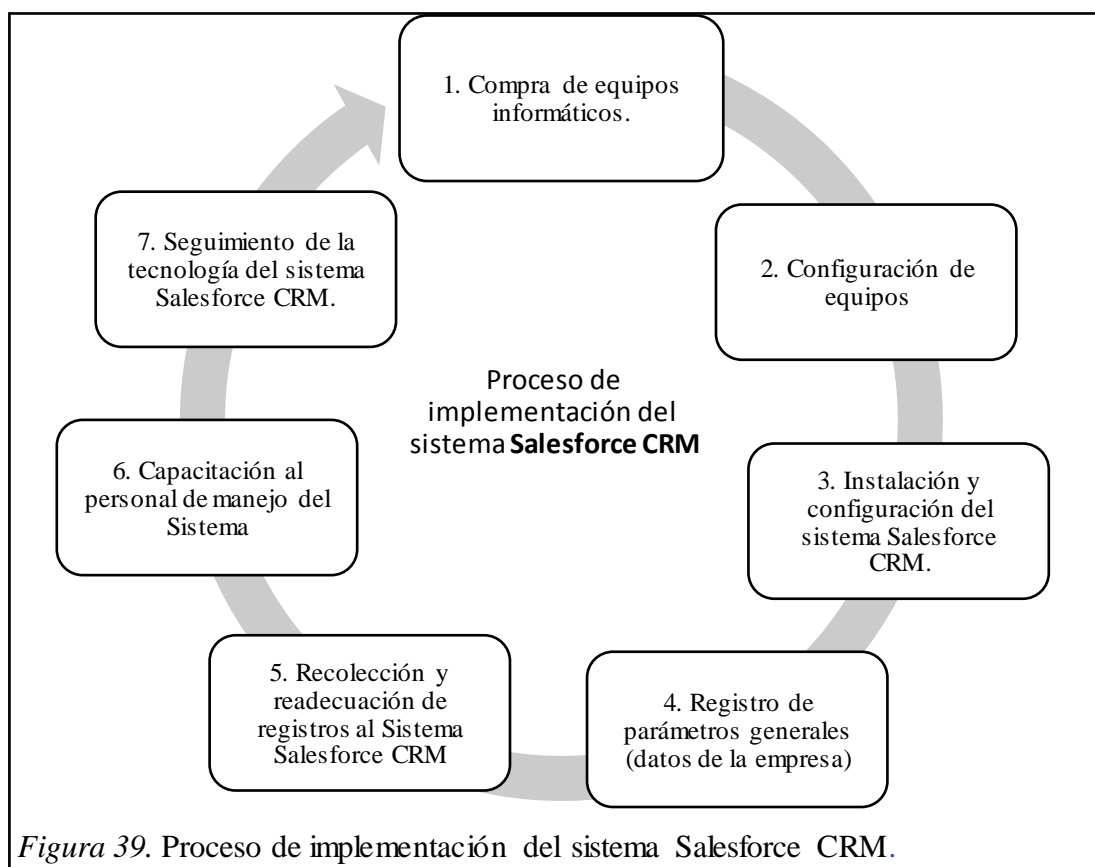 1. Compra de equipos
informáticos.
2. Configuración de
equipos
3. Instalación y
configuración del
sistema Salesforce
CRM.
4. Registro de
parámetros generales
(datos de la empresa)
5. Recolección y
readecuación de
registros al Sistema
Salesforce CRM
6. Capacitación al
personal de manejo del
Sistema
7. Seguimiento de la
tecnología del sistema
Salesforce CRM.
Proceso de
implementación del
sistema Salesforce CRM
Figura 39. Proceso de implementación del sistema Salesforce CRM.